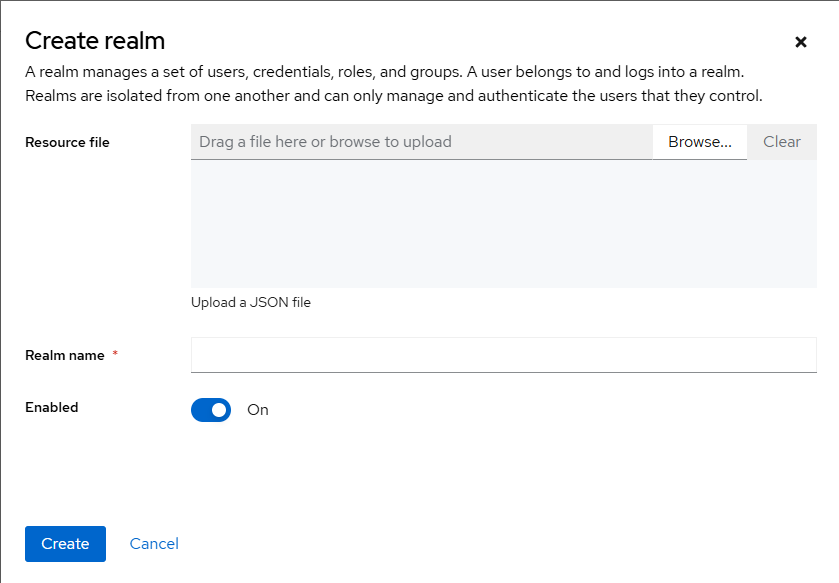 Create realm
A realm manages a set of users, credentials, roles, and groups. A user belongs to and logs into a realm.
Realms are isolated from one another and can only manage and authenticate the users that they control.
Resource file
Drag a file here or browse to upload
Browse...
Clear
Upload a JSON file
Realm name *
Enabled
On
Create
Cancel